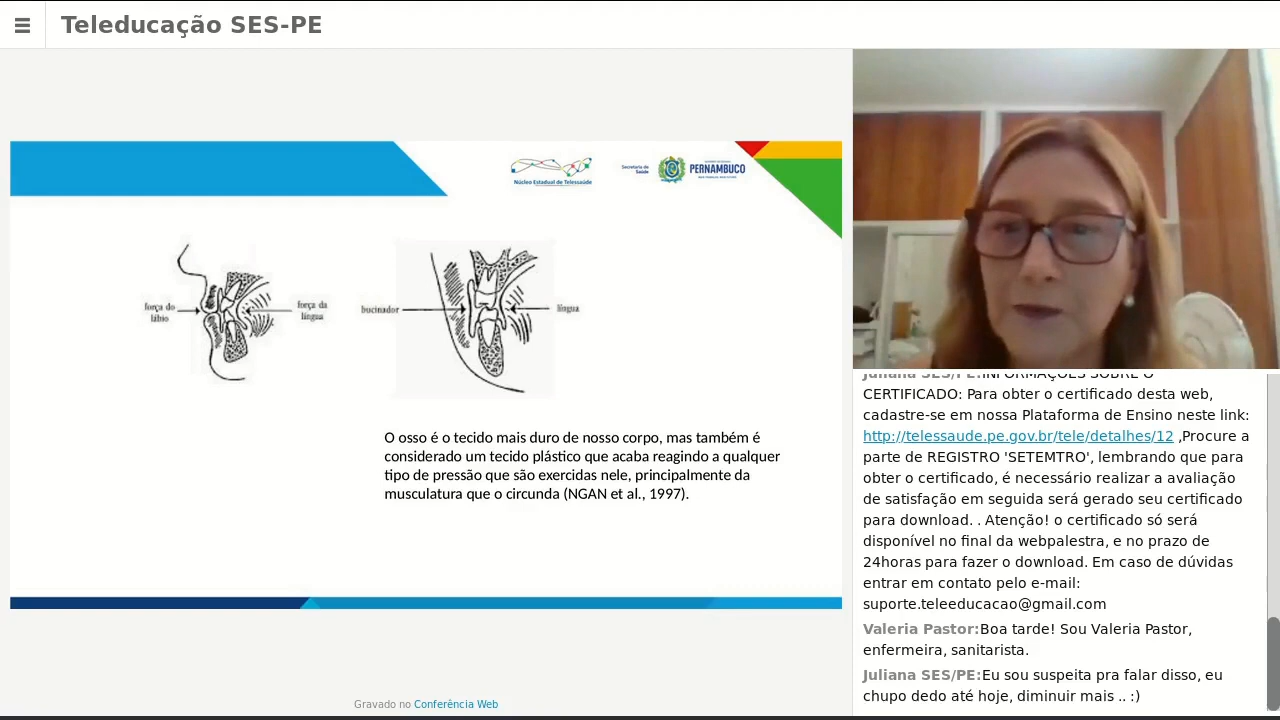 Teleducação SES-PE
Núcleo Estadual de Telessaúde
Secretaria de
Saúde
PERNAMBUCO
força do
lábio
força da
língua
bucinador
língua
O osso é o tecido mais duro de nosso corpo, mas também é
considerado um tecido plástico que acaba reagindo a qualquer
tipo de pressão que são exercidas nele, principalmente da
musculatura que o circunda (NGAN et al., 1997).
Gravado no Conferência Web
Juliana SES/PE:INFORMAÇÕES SOBRE O
CERTIFICADO: Para obter o certificado desta web,
cadastre-se em nossa Plataforma de Ensino neste link:
http://telessaude.pe.gov.br/tele/detalhes/12 ,Procure a
parte de REGISTRO 'SETEMTRO', lembrando que para
obter o certificado, é necessário realizar a avaliação
de satisfação em seguida será gerado seu certificado
para download. . Atenção! o certificado só será
disponível no final da webpalestra, e no prazo de
24horas para fazer o download. Em caso de dúvidas
entrar em contato pelo e-mail:
suporte.teleeducacao@gmail.com
Valeria Pastor:Boa tarde! Sou Valeria Pastor,
enfermeira, sanitarista.
Juliana SES/PE:Eu sou suspeita pra falar disso, eu
chupo dedo até hoje, diminuir mais .. :)